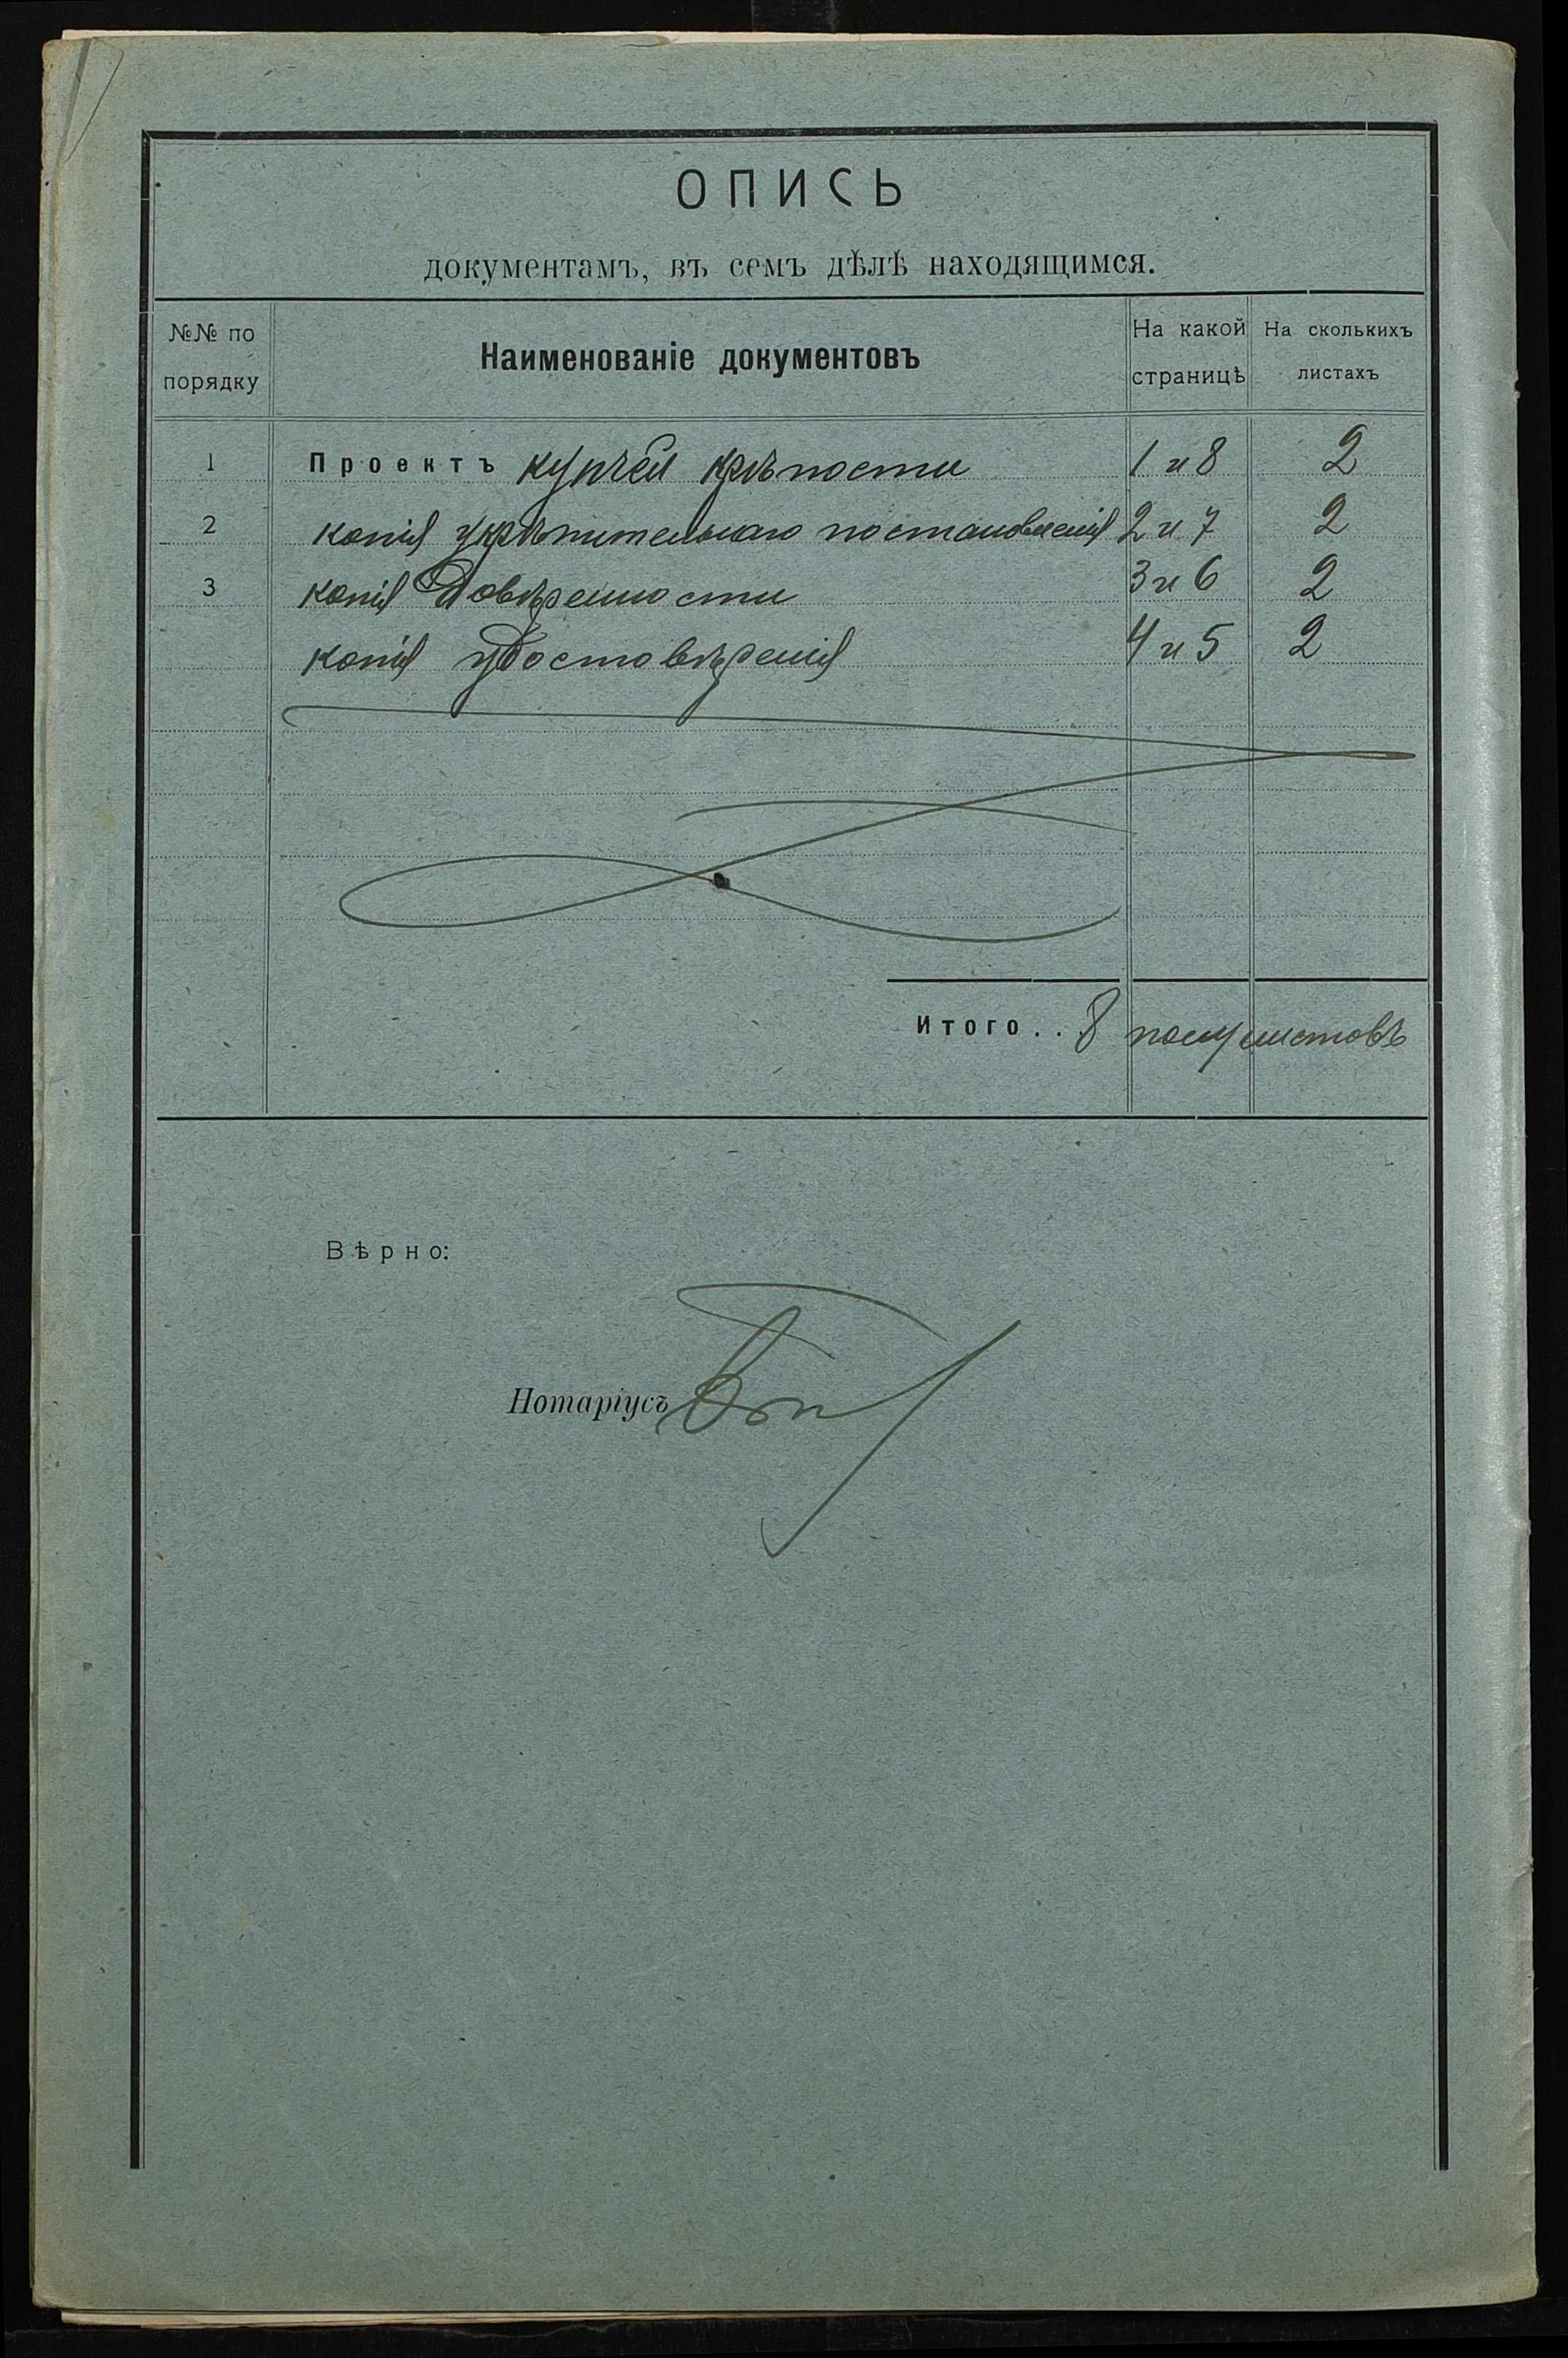 ОПИСЬ
документамъ, въ семъ дѣлѣ находящимся.
№№ по порядку
Наименованіе документовъ
На какой страницѣ
На сколькихъ листахъ
1 Проектъ купчей крѣпости 1 и 8 2
2 копія укрѣпительнаго постановленія 2 и 7 2
3 копія довѣренности 3 и 6 2
копія удостовѣренія 4 и 5 2
Итого . . 8 полулистовъ
Вѣрно:
Нотаріусъ